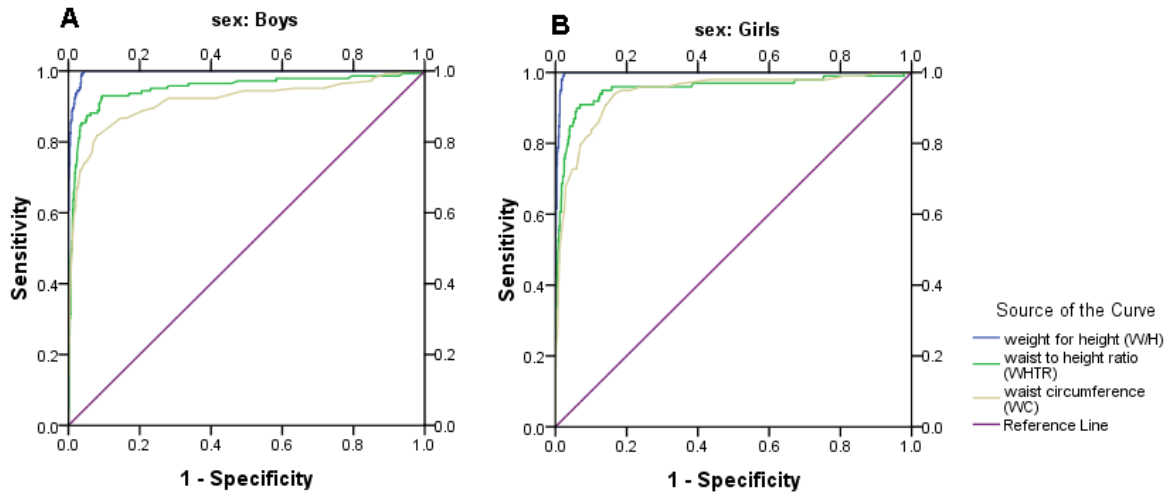 A
sex: Boys
0.0 0.2 0.4 0.6 0.8 1.0
1.0 1.0
0.8 0.8
0.6 0.6
0.4 0.4
0.2 0.2
0.0 0.0
0.0 0.2 0.4 0.6 0.8 1.0
Sensitivity
1 - Specificity
B
sex: Girls
0.0 0.2 0.4 0.6 0.8 1.0
1.0 1.0
0.8 0.8
0.6 0.6
0.4 0.4
0.2 0.2
0.0 0.0
0.0 0.2 0.4 0.6 0.8 1.0
Sensitivity
1 - Specificity
Source of the Curve
weight for height (W/H)
waist to height ratio
(WHTR)
waist circumference
(WC)
Reference Line